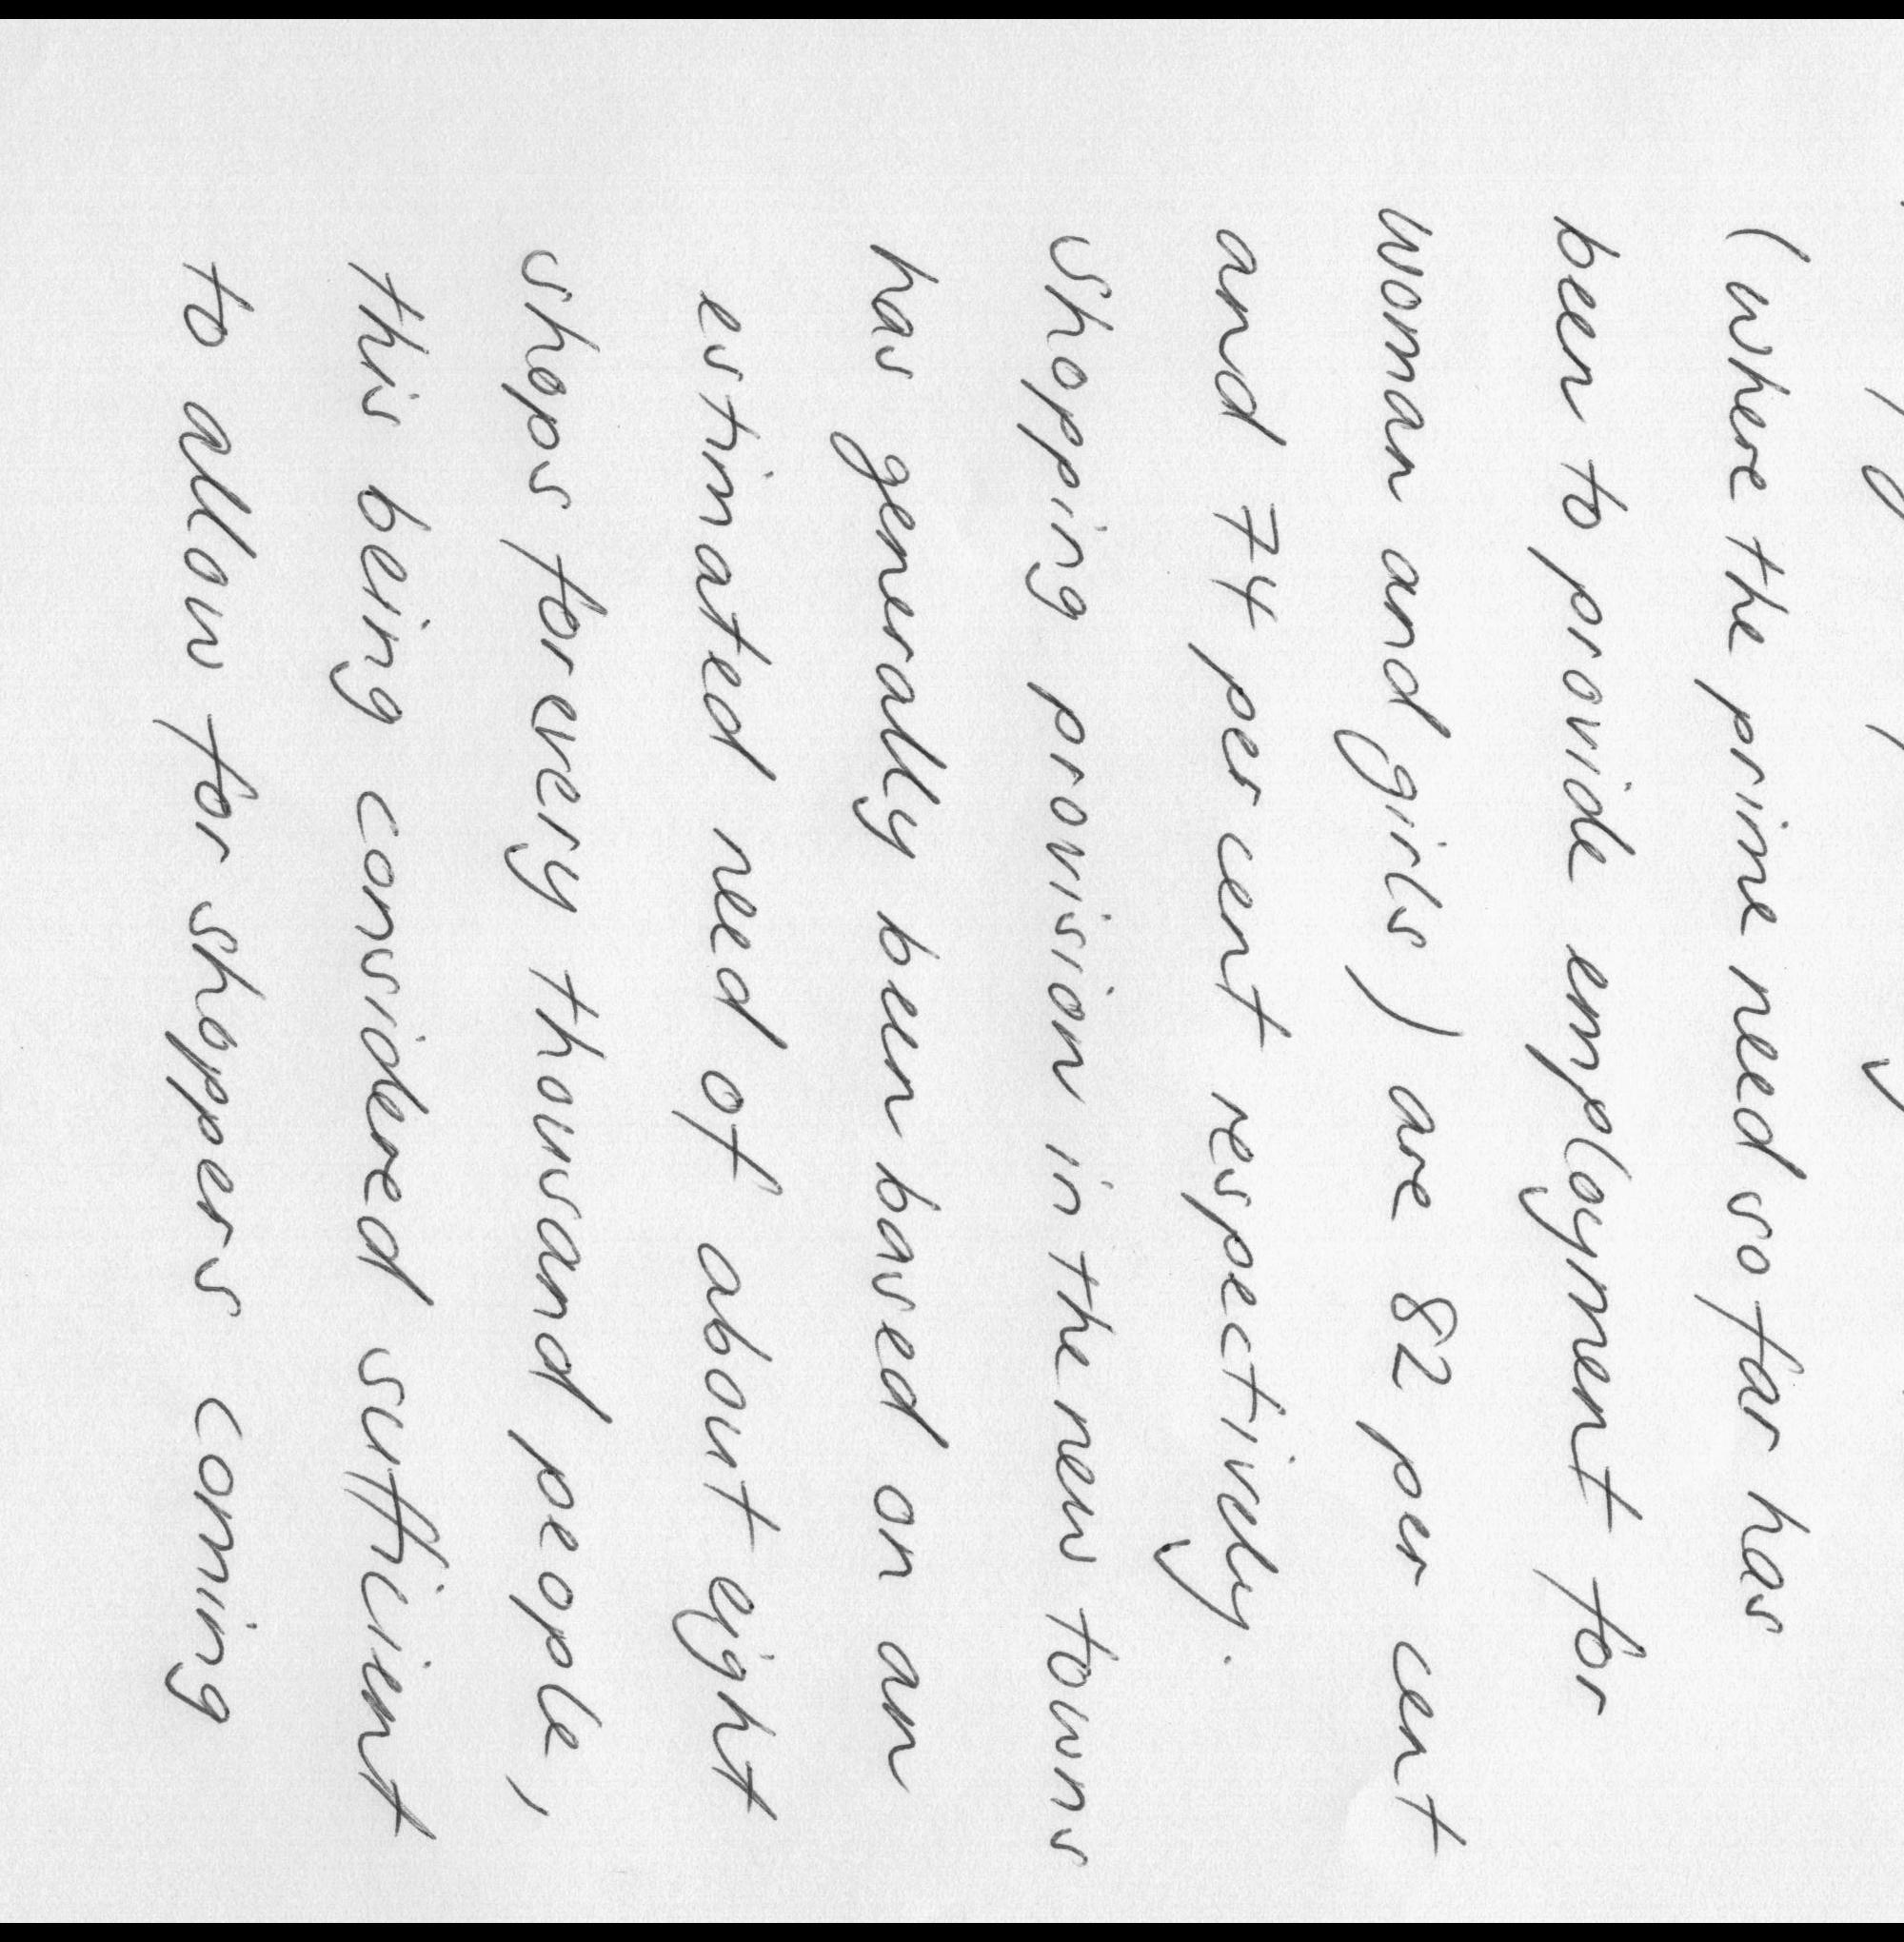 (where the prime need so far has
been to provide employment for
woman and girls) are 82 per cent
and 74 per cent respectively.
Shopping provision in the new towns
has generally been based on an
estimated need of about eight
shops for every thousand people,
this being considered sufficient
to allow for shoppers coming